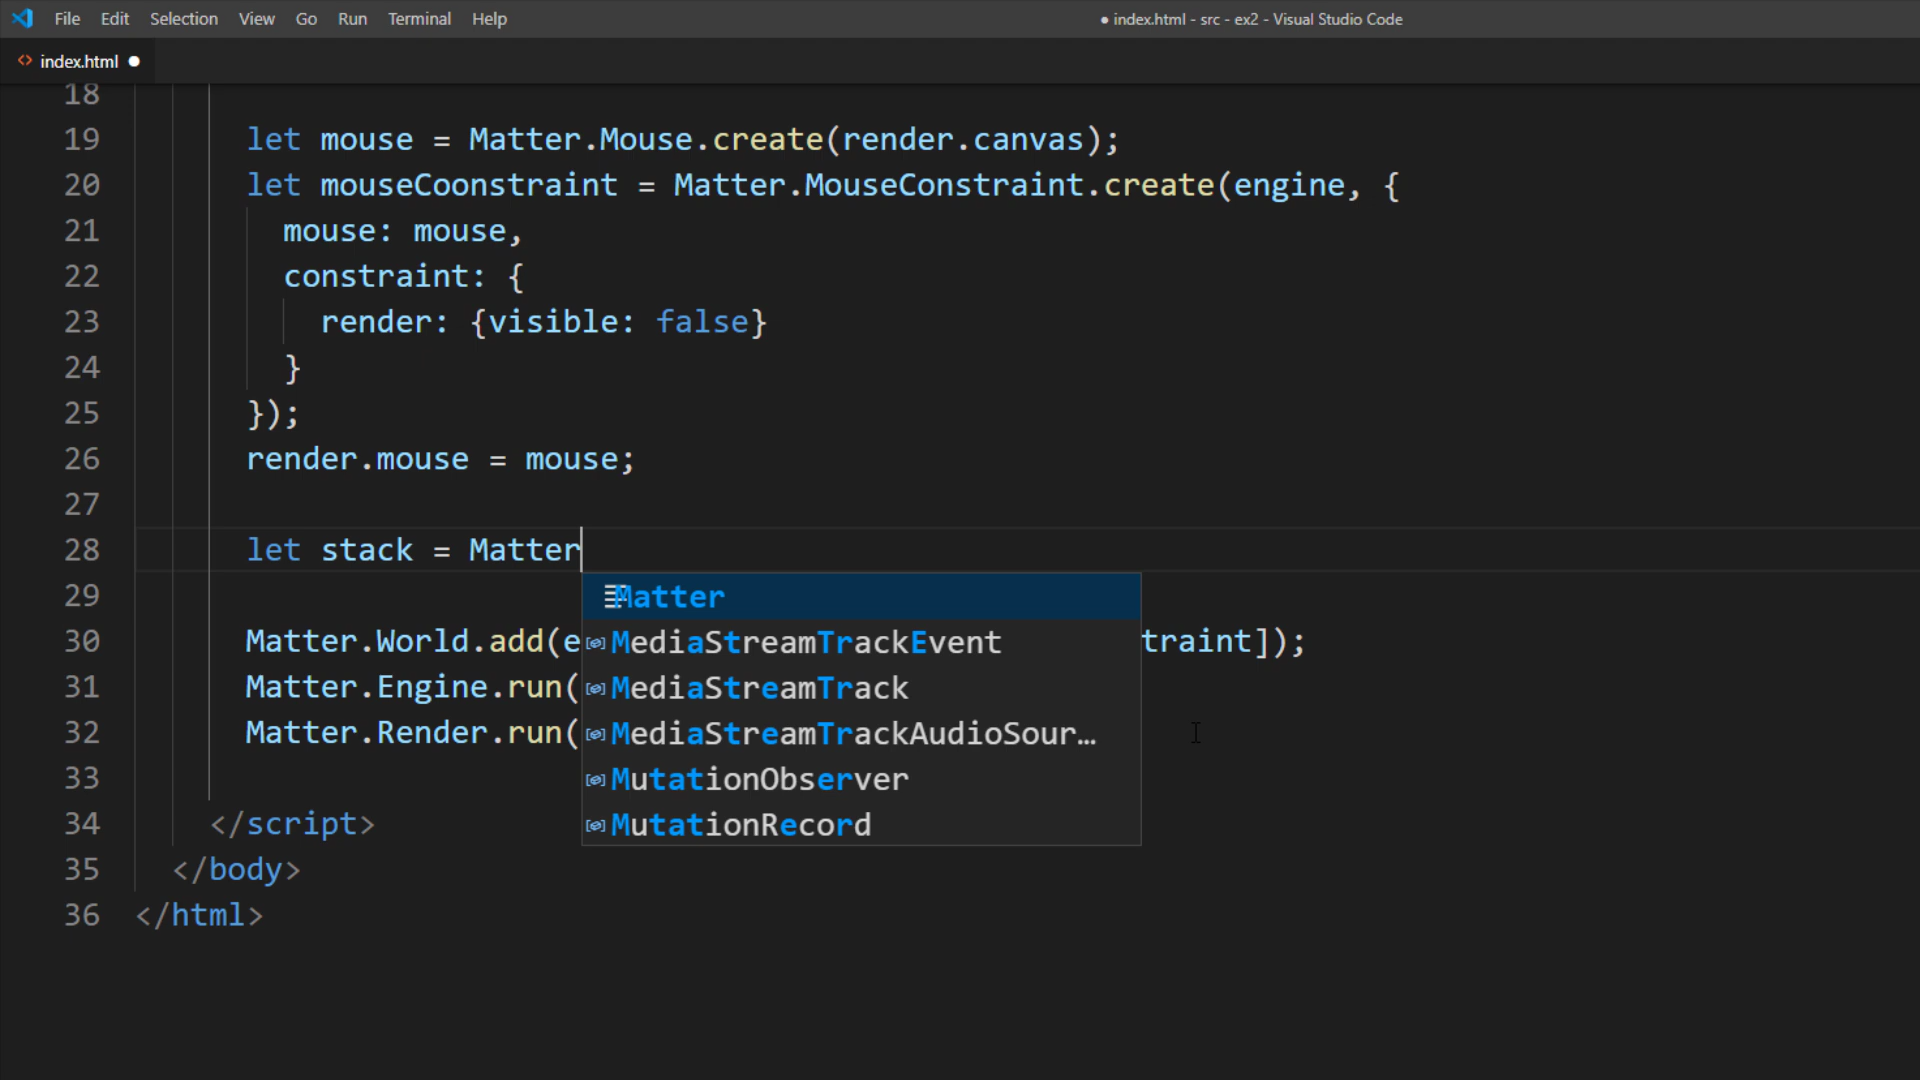 File Edit Selection View Go Run Terminal Help
● index.html - src - ex2 - Visual Studio Code
<> index.html ●
18
19 let mouse = Matter.Mouse.create(render.canvas);
20 let mouseCoonstraint = Matter.MouseConstraint.create(engine, {
21 mouse: mouse,
22 constraint: {
23 render: {visible: false}
24 }
25 });
26 render.mouse = mouse;
27
28 let stack = Matter
Matter
29
30 Matter.World.add(e
MediaStreamTrackEvent
traint]);
31 Matter.Engine.run(
MediaStreamTrack
32 Matter.Render.run(
MediaStreamTrackAudioSour…
33
MutationObserver
34 </script>
MutationRecord
35 </body>
36 </html>